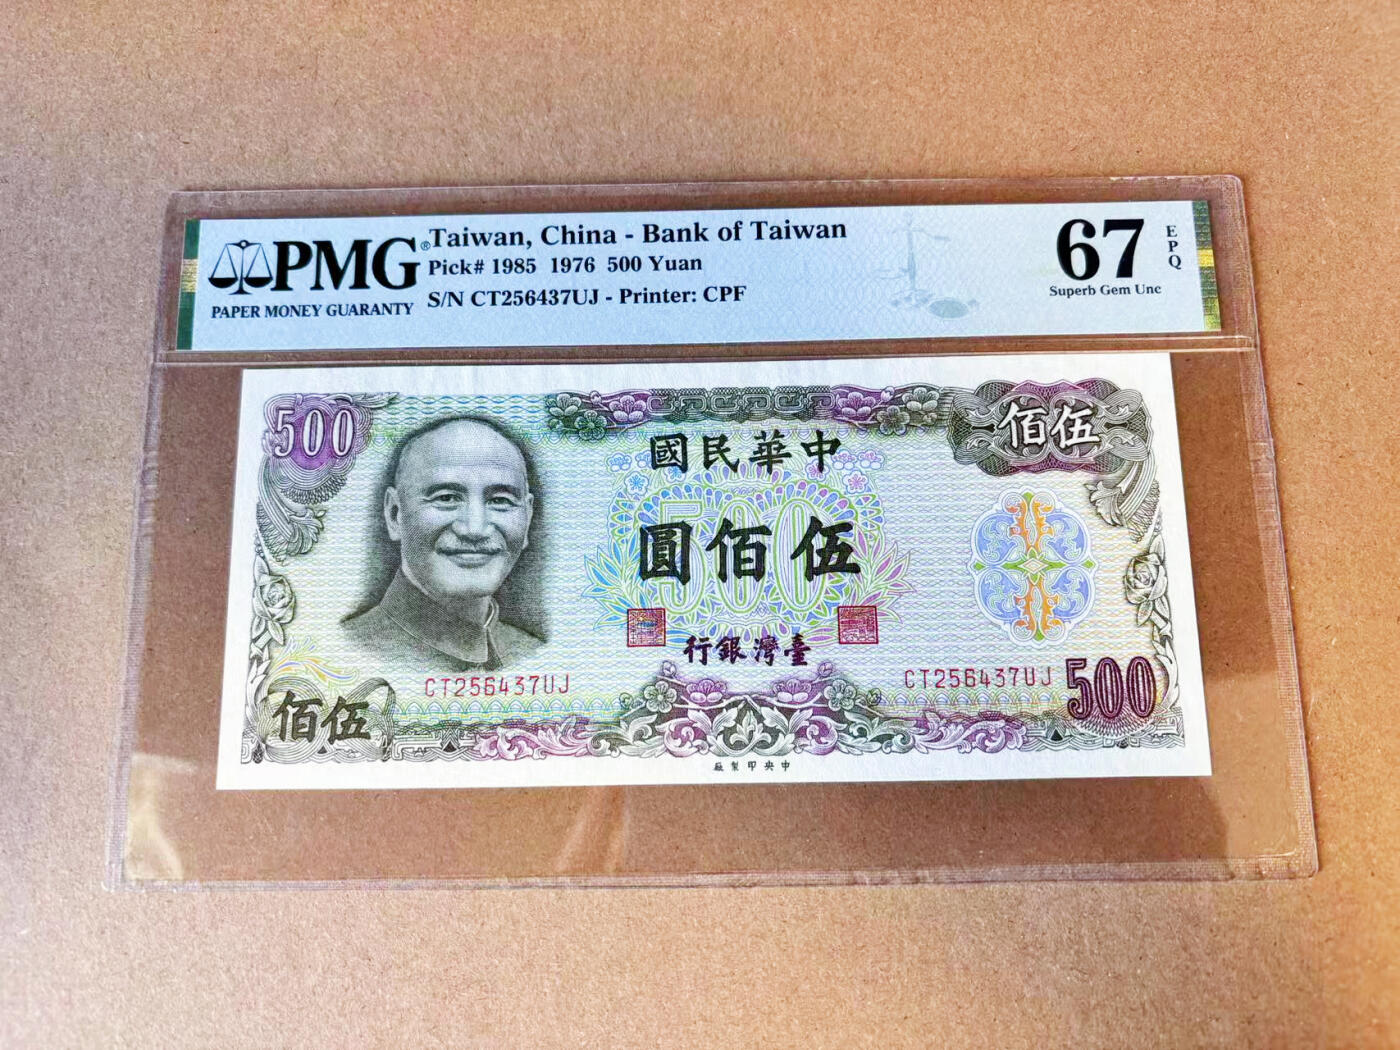 PMG®
PAPER MONEY GUARANTY
Taiwan, China - Bank of Taiwan
Pick# 1985 1976 500 Yuan
S/N CT256437UJ - Printer: CPF
67
EPQ
Superb Gem Unc
500
佰伍
國民華中
500
圓佰伍
行銀灣臺
CT256437UJ
CT256437UJ
佰伍
500
廠製印央中